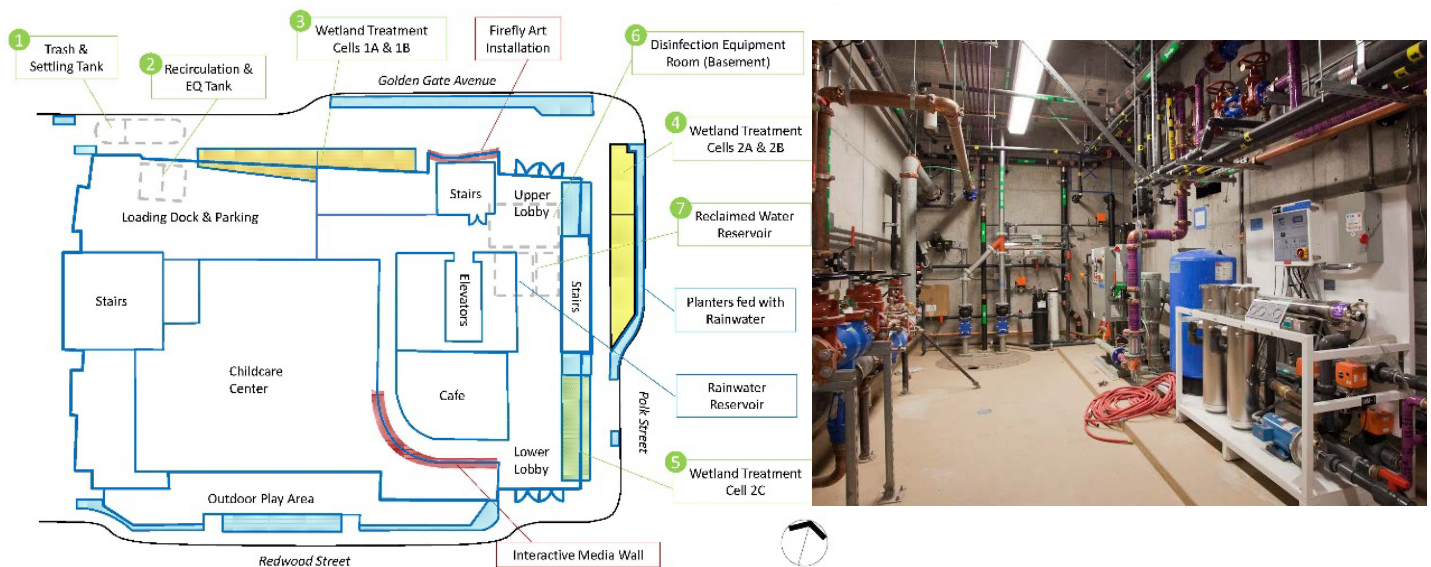 1
Trash &
Settling Tank
2
Recirculation &
EQ Tank
3
Wetland Treatment
Cells 1A & 1B
Firefly Art
Installation
6
Disinfection Equipment
Room (Basement)
Golden Gate Avenue
4
Wetland Treatment
Cells 2A & 2B
Stairs
Upper
Lobby
Loading Dock & Parking
7
Reclaimed Water
Reservoir
Stairs
Elevators
Stairs
Planters fed with
Rainwater
Childcare
Center
Cafe
Rainwater
Reservoir
Polk Street
Lower
Lobby
5
Wetland Treatment
Cell 2C
Outdoor Play Area
Interactive Media Wall
Redwood Street